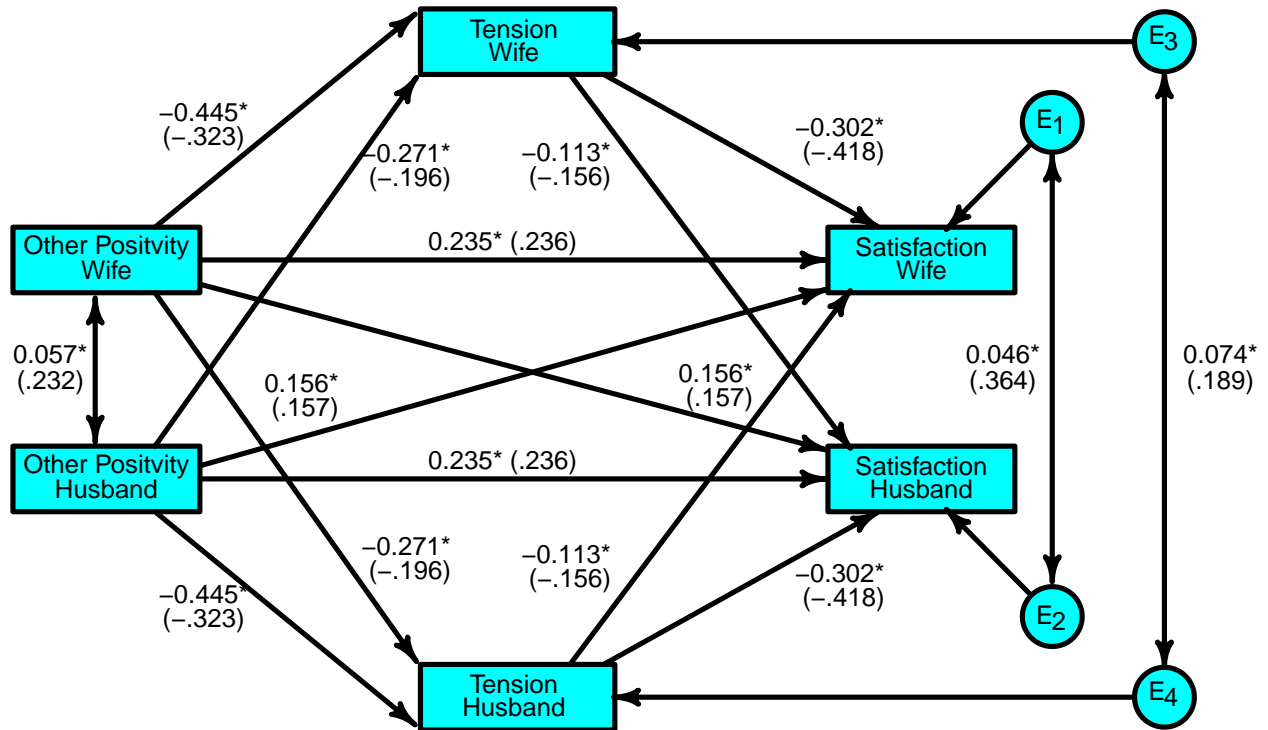 Tension
Wife
E3
E1
−0.445*
(−.323)
−0.271*
(−.196)
−0.113*
(−.156)
−0.302*
(−.418)
Other Positvity
Wife
0.235* (.236)
Satisfaction
Wife
0.057*
(.232)
0.156*
(.157)
0.156*
(.157)
0.046*
(.364)
0.074*
(.189)
Other Positvity
Husband
0.235* (.236)
Satisfaction
Husband
−0.445*
(−.323)
−0.271*
(−.196)
−0.113*
(−.156)
−0.302*
(−.418)
E2
Tension
Husband
E4